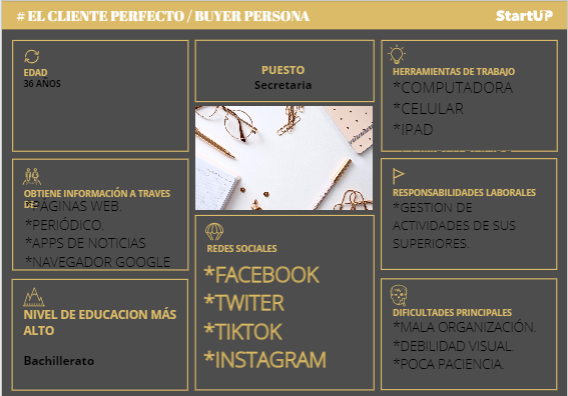 # EL CLIENTE PERFECTO / BUYER PERSONA
StartUP
EDAD
36 AÑOS
PUESTO
Secretaria
HERRAMIENTAS DE TRABAJO
*COMPUTADORA
*CELULAR
*IPAD
OBTIENE INFORMACIÓN A TRAVES
DE:
*PÁGINAS WEB.
*PERIÓDICO.
*APPS DE NOTICIAS
*NAVEGADOR GOOGLE
REDES SOCIALES
*FACEBOOK
*TWITER
*TIKTOK
*INSTAGRAM
RESPONSABILIDADES LABORALES
*GESTION DE
ACTIVIDADES DE SUS
SUPERIORES.
NIVEL DE EDUCACION MÁS
ALTO
Bachillerato
DIFICULTADES PRINCIPALES
*MALA ORGANIZACIÓN.
*DEBILIDAD VISUAL.
*POCA PACIENCIA.